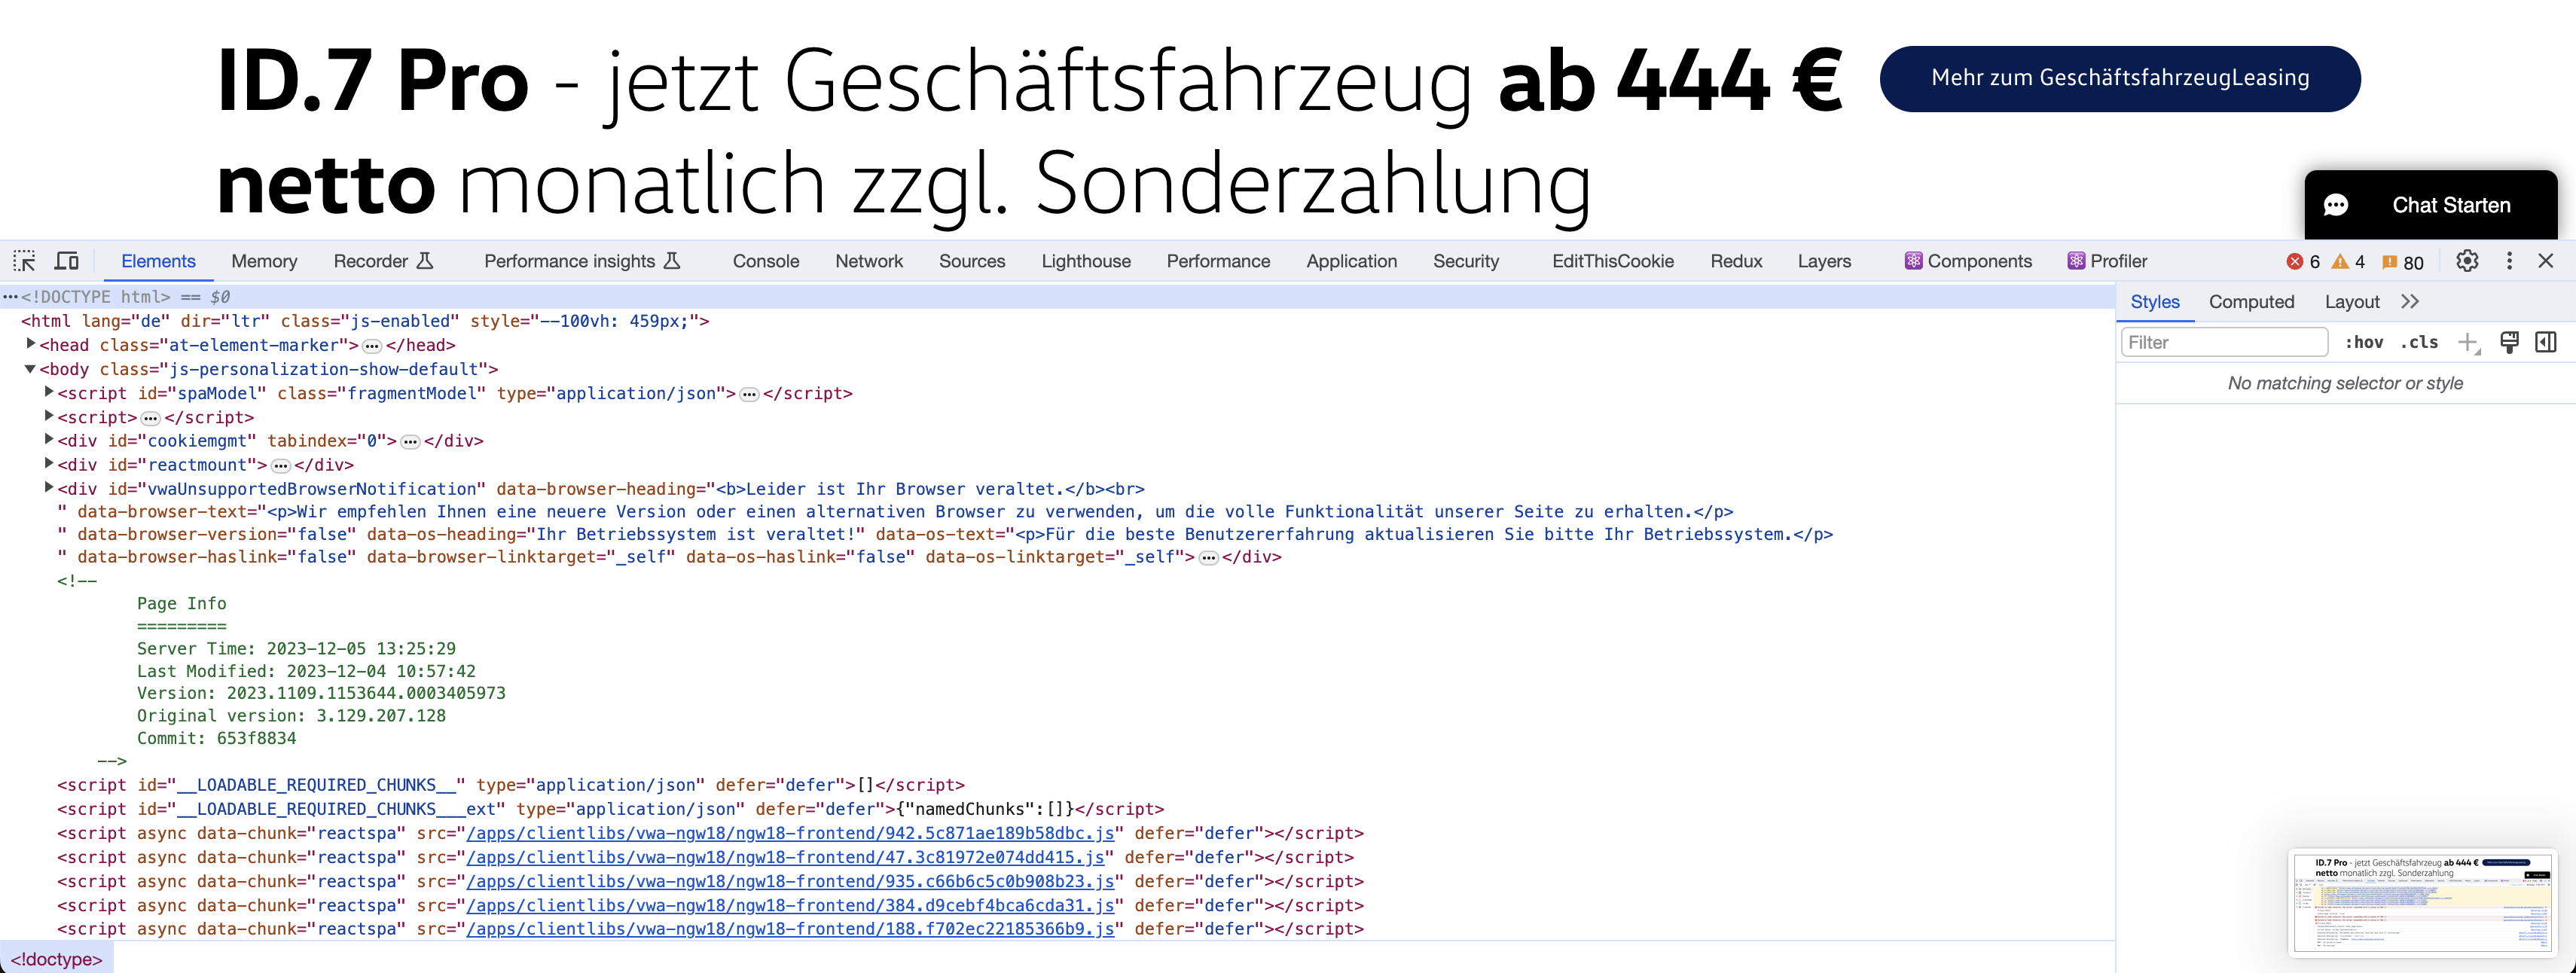 ID.7 Pro - jetzt Geschäftsfahrzeug ab 444 €
netto monatlich zzgl. Sonderzahlung
Mehr zum GeschäftsfahrzeugLeasing
Chat Starten
Elements Memory Recorder Performance insights Console Network Sources Lighthouse Performance Application Security EditThisCookie Redux Layers Components Profiler 6 4 80
<!DOCTYPE html> == $0
<html lang="de" dir="ltr" class="js-enabled" style="--100vh: 459px;">
<head class="at-element-marker"> … </head>
<body class="js-personalization-show-default">
<script id="spaModel" class="fragmentModel" type="application/json"> … </script>
<script> … </script>
<div id="cookiemgmt" tabindex="0"> … </div>
<div id="reactmount"> … </div>
<div id="vwaUnsupportedBrowserNotification" data-browser-heading="<b>Leider ist Ihr Browser veraltet.</b><br>
" data-browser-text="<p>Wir empfehlen Ihnen eine neuere Version oder einen alternativen Browser zu verwenden, um die volle Funktionalität unserer Seite zu erhalten.</p>
" data-browser-version="false" data-os-heading="Ihr Betriebssystem ist veraltet!" data-os-text="<p>Für die beste Benutzererfahrung aktualisieren Sie bitte Ihr Betriebssystem.</p>
" data-browser-haslink="false" data-browser-linktarget="_self" data-os-haslink="false" data-os-linktarget="_self"> … </div>
<!--
Page Info
=========
Server Time: 2023-12-05 13:25:29
Last Modified: 2023-12-04 10:57:42
Version: 2023.1109.1153644.0003405973
Original version: 3.129.207.128
Commit: 653f8834
-->
<script id="__LOADABLE_REQUIRED_CHUNKS__" type="application/json" defer="defer">[]</script>
<script id="__LOADABLE_REQUIRED_CHUNKS___ext" type="application/json" defer="defer">{"namedChunks":[]}</script>
<script async data-chunk="reactspa" src="/apps/clientlibs/vwa-ngw18/ngw18-frontend/942.5c871ae189b58dbc.js" defer="defer"></script>
<script async data-chunk="reactspa" src="/apps/clientlibs/vwa-ngw18/ngw18-frontend/47.3c81972e074dd415.js" defer="defer"></script>
<script async data-chunk="reactspa" src="/apps/clientlibs/vwa-ngw18/ngw18-frontend/935.c66b6c5c0b908b23.js" defer="defer"></script>
<script async data-chunk="reactspa" src="/apps/clientlibs/vwa-ngw18/ngw18-frontend/384.d9cebf4bca6cda31.js" defer="defer"></script>
<script async data-chunk="reactspa" src="/apps/clientlibs/vwa-ngw18/ngw18-frontend/188.f702ec22185366b9.js" defer="defer"></script>
<!doctype>
Styles Computed Layout
Filter :hov .cls
No matching selector or style
ID.7 Pro - jetzt Geschäftsfahrzeug ab 444 €
netto monatlich zzgl. Sonderzahlung